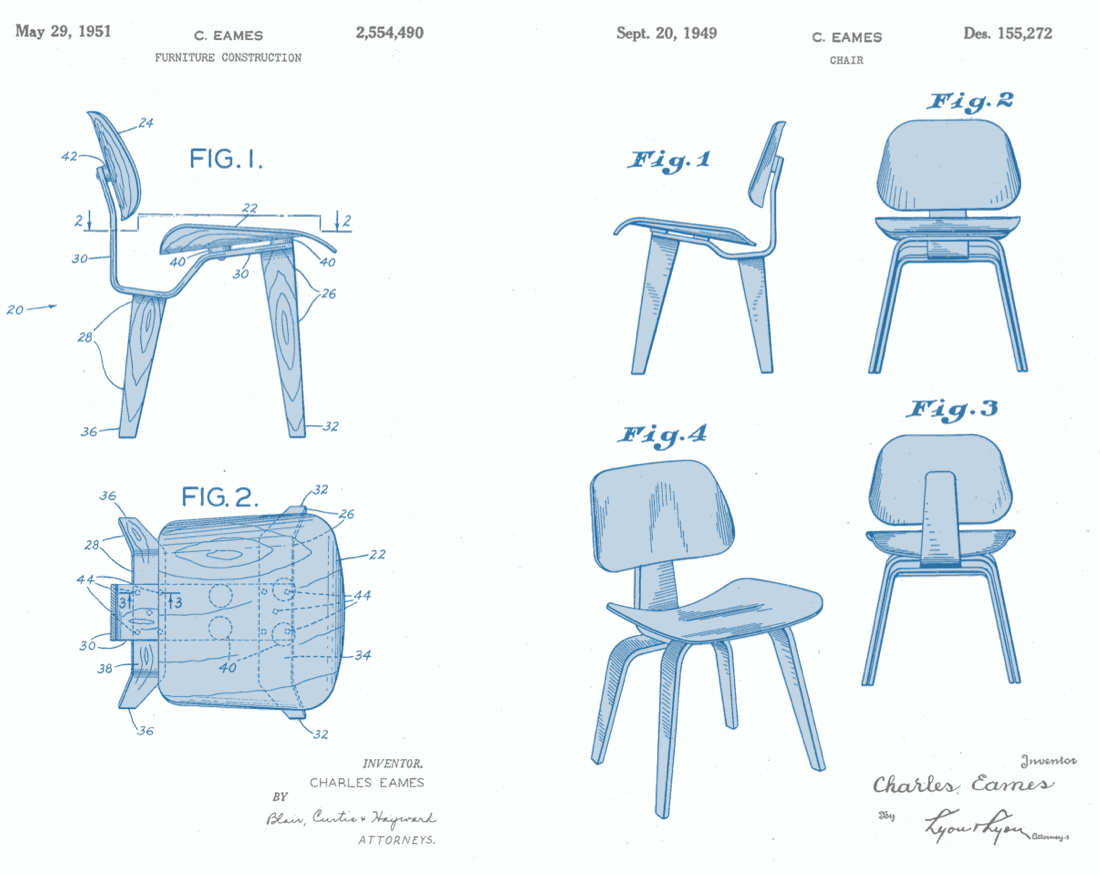 May 29, 1951 C. EAMES 2,554,490
FURNITURE CONSTRUCTION
FIG. 1.
24
42
22
2 2
30
40 30 40
26
20
28
36 32
FIG. 2.
36 32
26
28
22
44
3 3 44
30
34
38 40
36 32
INVENTOR.
CHARLES EAMES
BY
Blair, Curtis & Hayward
ATTORNEYS.
Sept. 20, 1949 C. EAMES Des. 155,272
CHAIR
Fig. 2
Fig. 1
Fig. 3
Fig. 4
Inventor
Charles Eames
By
Lyon & Lyon
Attorneys